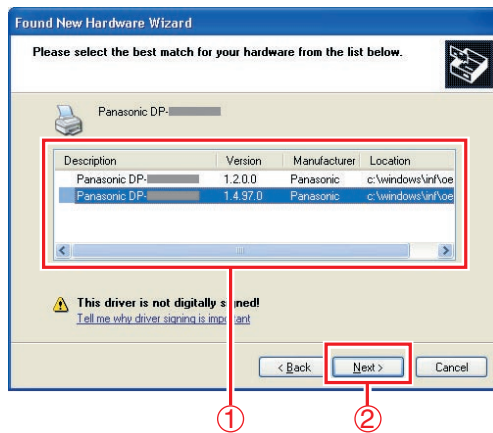 Found New Hardware Wizard
Please select the best match for your hardware from the list below.
Panasonic DP-
Description Version Manufacturer Location
Panasonic DP- 1.2.0.0 Panasonic c:\windows\inf\oe
Panasonic DP- 1.4.97.0 Panasonic c:\windows\inf\oe
This driver is not digitally signed!
Tell me why driver signing is important
< Back Next > Cancel
1 2